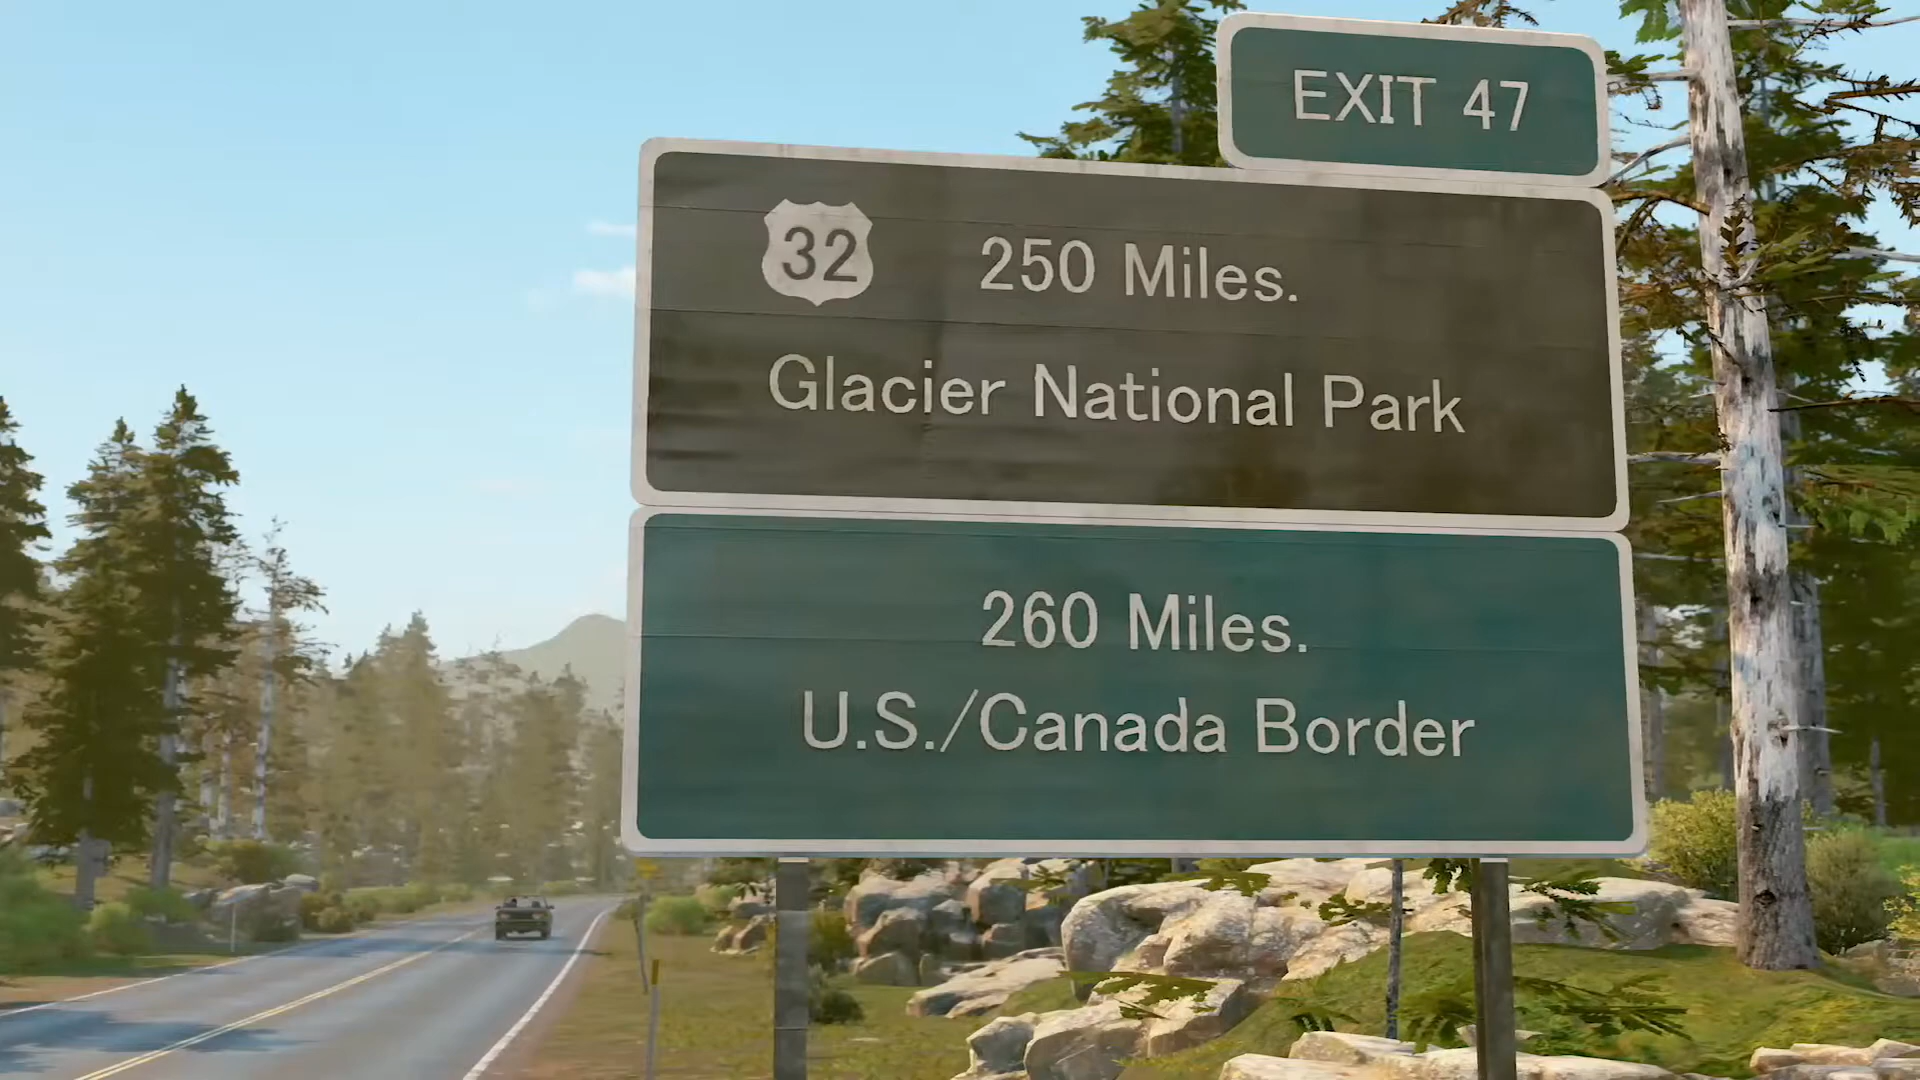 EXIT 47
32 250 Miles.
Glacier National Park
260 Miles.
U.S./Canada Border